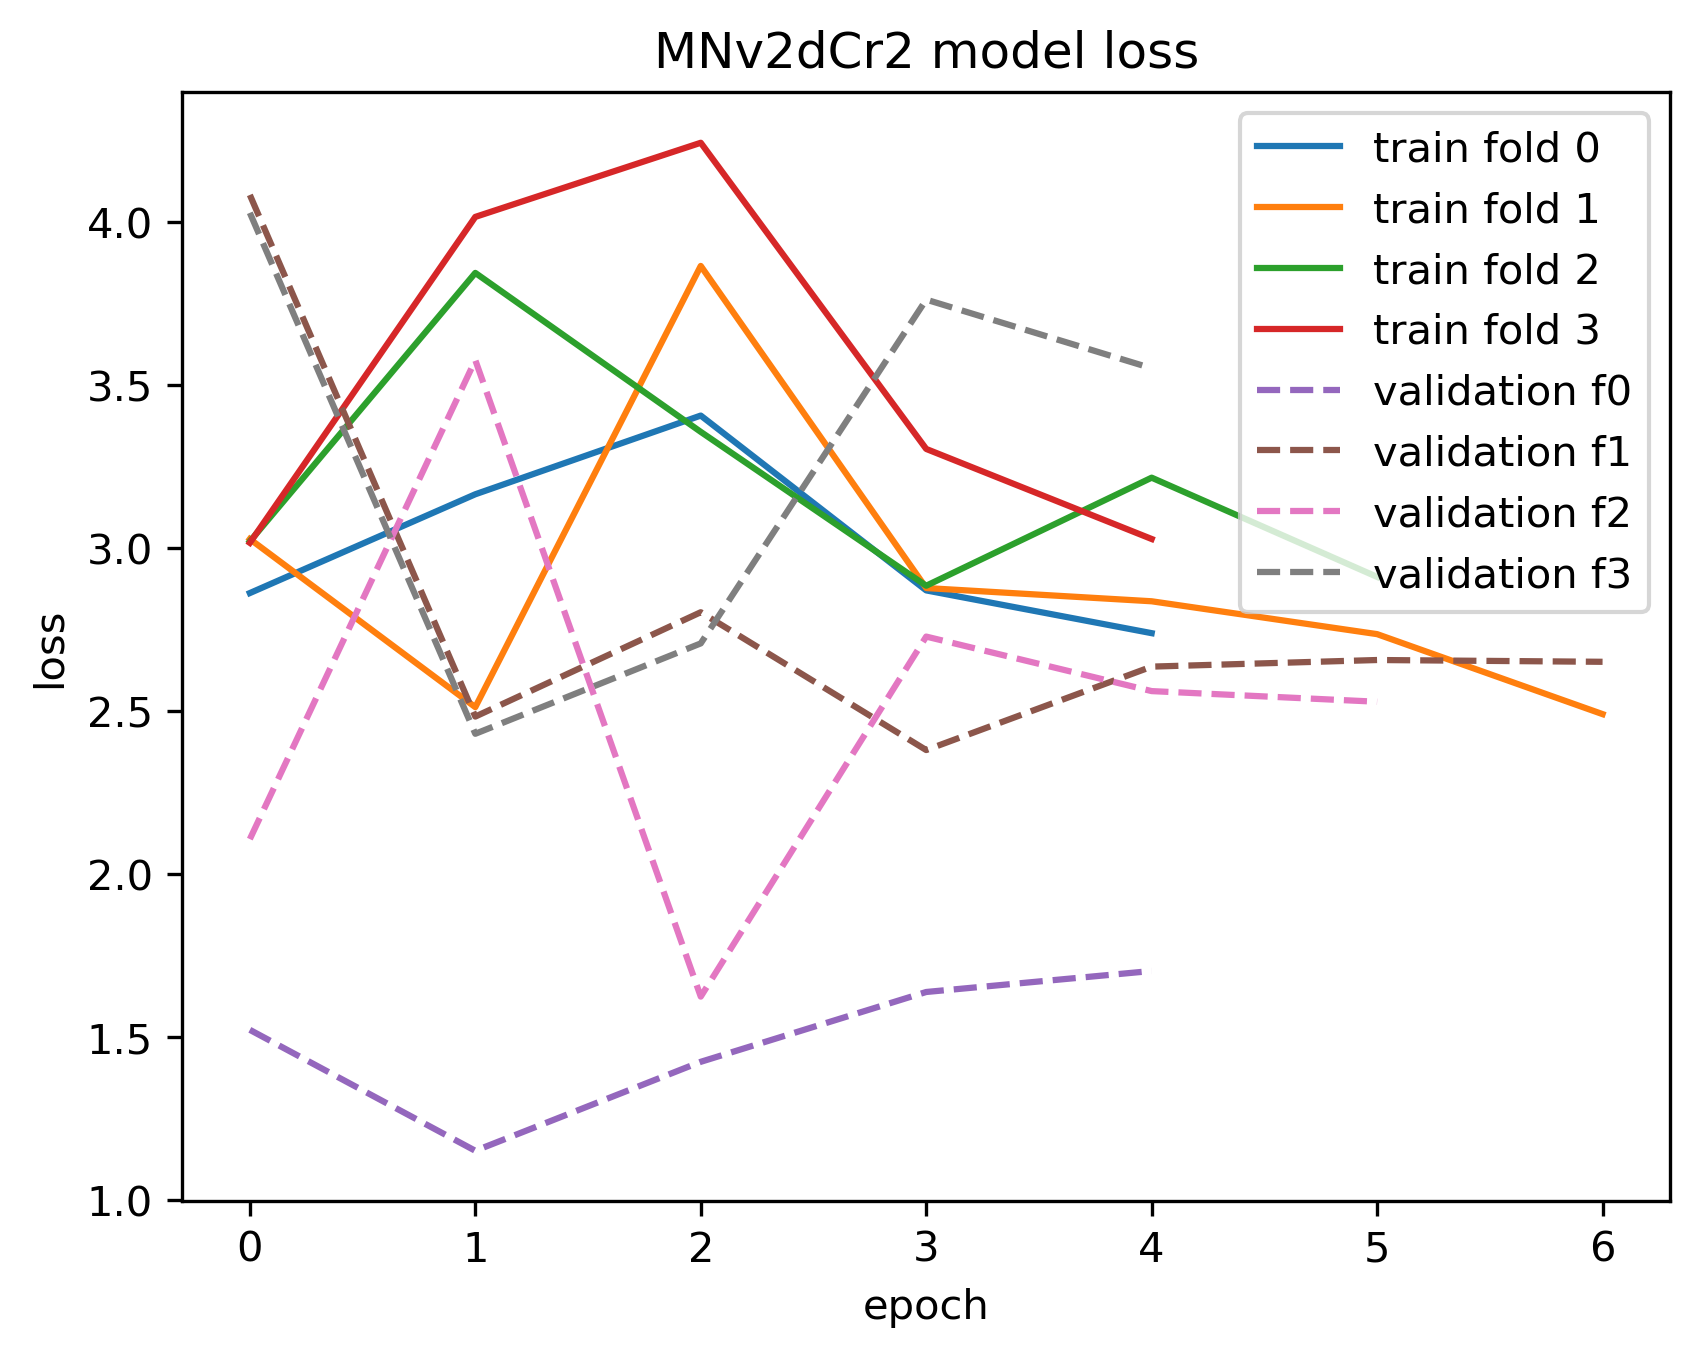 MNv2dCr2 model loss
train fold 0
train fold 1
train fold 2
train fold 3
validation f0
validation f1
validation f2
validation f3
loss
4.0
3.5
3.0
2.5
2.0
1.5
1.0
0 1 2 3 4 5 6
epoch